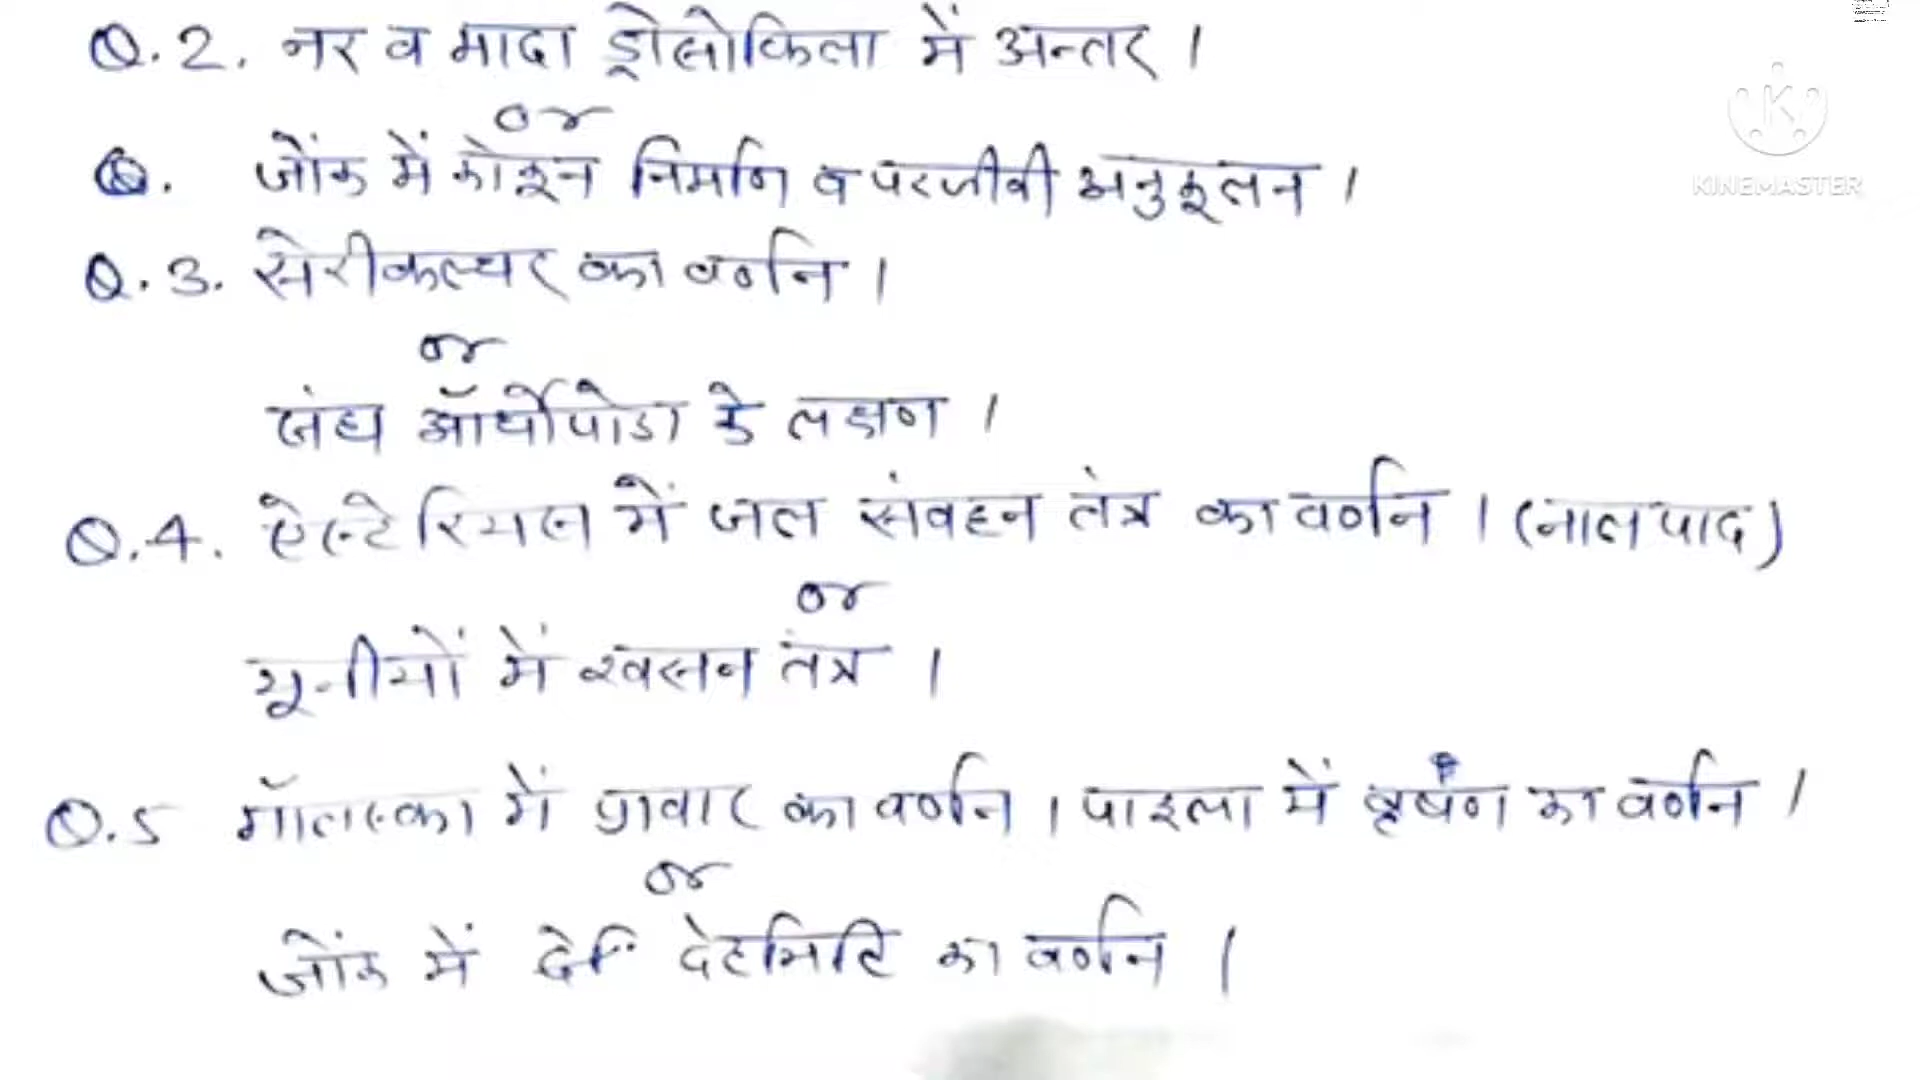 Q.2. नर व मादा ड्रोसोफिला में अन्तर ।
or
Q. जोंक में कोकून निर्माण व परजीवी अनुकूलन ।
Q.3. सेरीकल्चर का वर्णन ।
or
संघ ऑर्थोपोडा के लक्षण ।
Q.4. ऐस्टेरियस में जल संवहन तंत्र का वर्णन । (नालपाद)
or
यूनीयों में श्वसन तंत्र ।
Q.5 मॉलस्का में प्रावार का वर्णन । पाइला में वृषण का वर्णन ।
or
जोंक में देहभित्ति का वर्णन ।
KINEMASTER